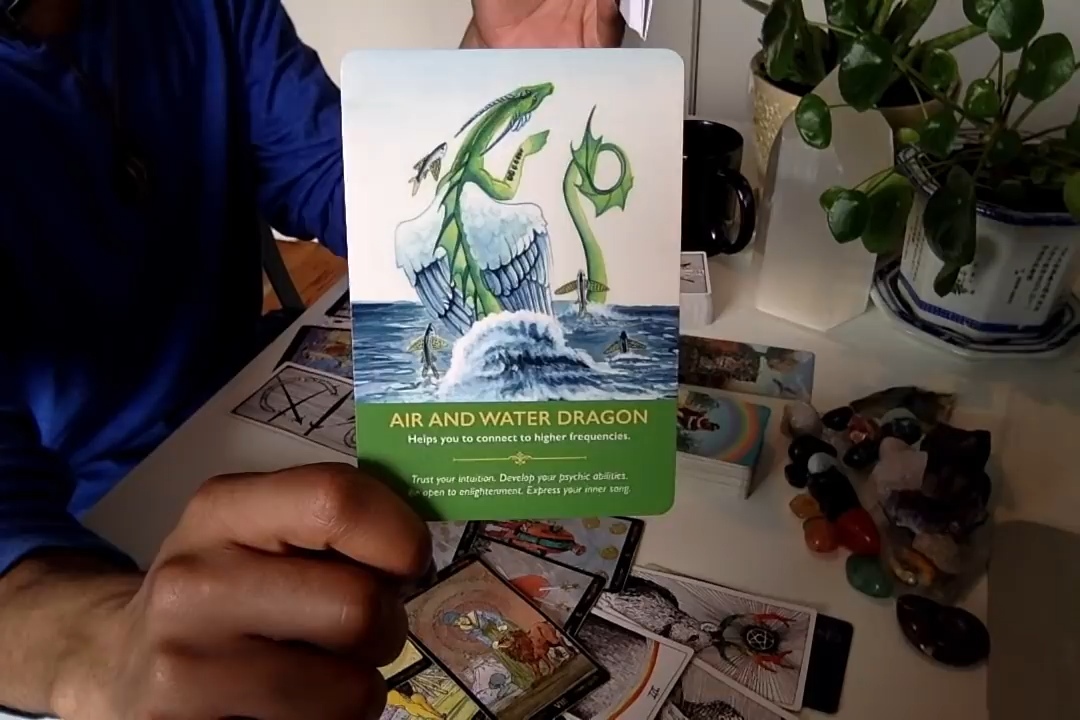 AIR AND WATER DRAGON
Helps you to connect to higher frequencies.
Trust your intuition. Develop your psychic abilities.
open to enlightenment. Express your inner song.